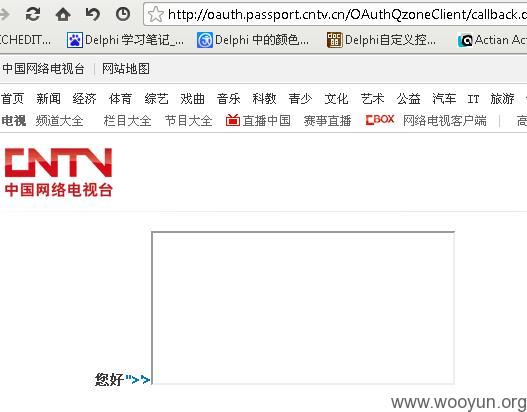 http://oauth.passport.cntv.cn/OAuthQzoneClient/callback.d
CHEDIT... Delphi 学习笔记_... Delphi 中的颜色... Delphi自定义控... Actian Act
中国网络电视台 | 网站地图
首页 新闻 经济 体育 综艺 戏曲 音乐 科教 青少 文化 艺术 公益 汽车 IT 旅游
电视 频道大全 栏目大全 节目大全 直播中国 赛事直播 CBOX 网络电视客户端 | 高
CNTV
中国网络电视台
您好">'>
www.wooyun.org